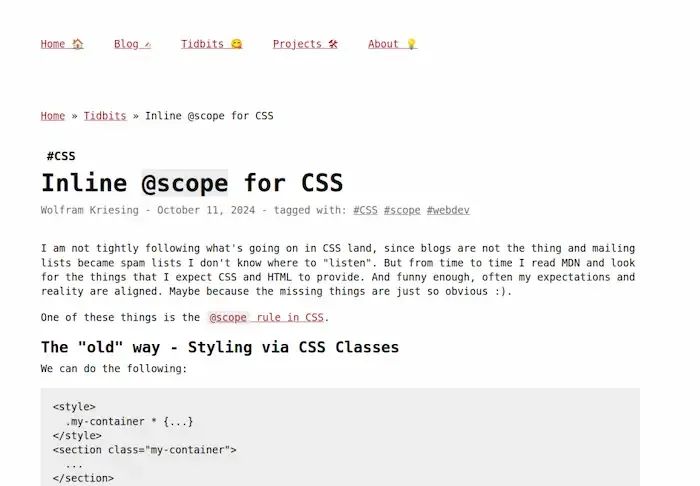 Home 🏠 Blog ✍ Tidbits 😋 Projects 🛠 About 💡
Home » Tidbits » Inline @scope for CSS
#CSS
Inline @scope for CSS
Wolfram Kriesing - October 11, 2024 - tagged with: #CSS #scope #webdev
I am not tightly following what's going on in CSS land, since blogs are not the thing and mailing
lists became spam lists I don't know where to "listen". But from time to time I read MDN and look
for the things that I expect CSS and HTML to provide. And funny enough, often my expectations and
reality are aligned. Maybe because the missing things are just so obvious :).
One of these things is the @scope rule in CSS.
The "old" way - Styling via CSS Classes
We can do the following:
<style>
  .my-container * {...}
</style>
<section class="my-container">
  ...
</section>